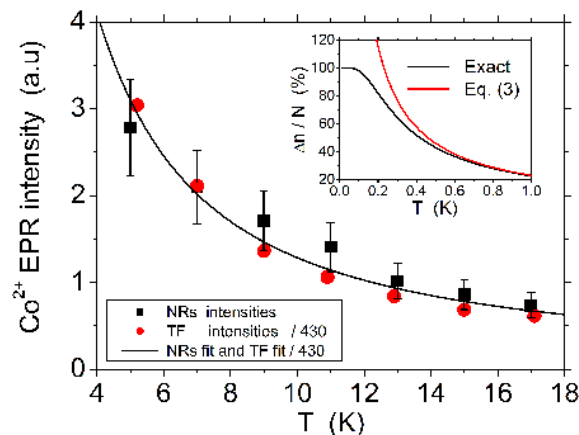 4
3
2
1
0
Co2+ EPR intensity (a.u)
4 6 8 10 12 14 16 18
T (K)
NRs intensities
TF intensities / 430
NRs fit and TF fit / 430
120
100
80
60
40
20
Δn / N (%)
0.0 0.2 0.4 0.6 0.8 1.0
T (K)
Exact
Eq. (3)